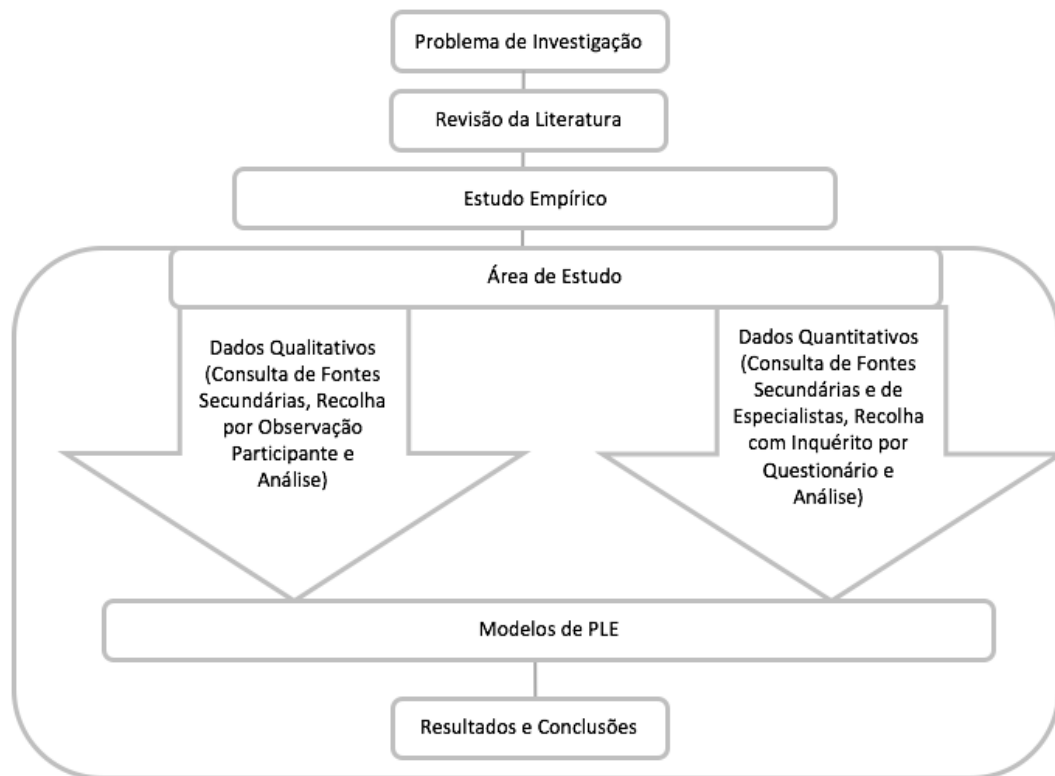 Problema de Investigação
Revisão da Literatura
Estudo Empírico
Área de Estudo
Dados Qualitativos
(Consulta de Fontes
Secundárias, Recolha
por Observação
Participante e
Análise)
Dados Quantitativos
(Consulta de Fontes
Secundárias e de
Especialistas, Recolha
com Inquérito por
Questionário e
Análise)
Modelos de PLE
Resultados e Conclusões